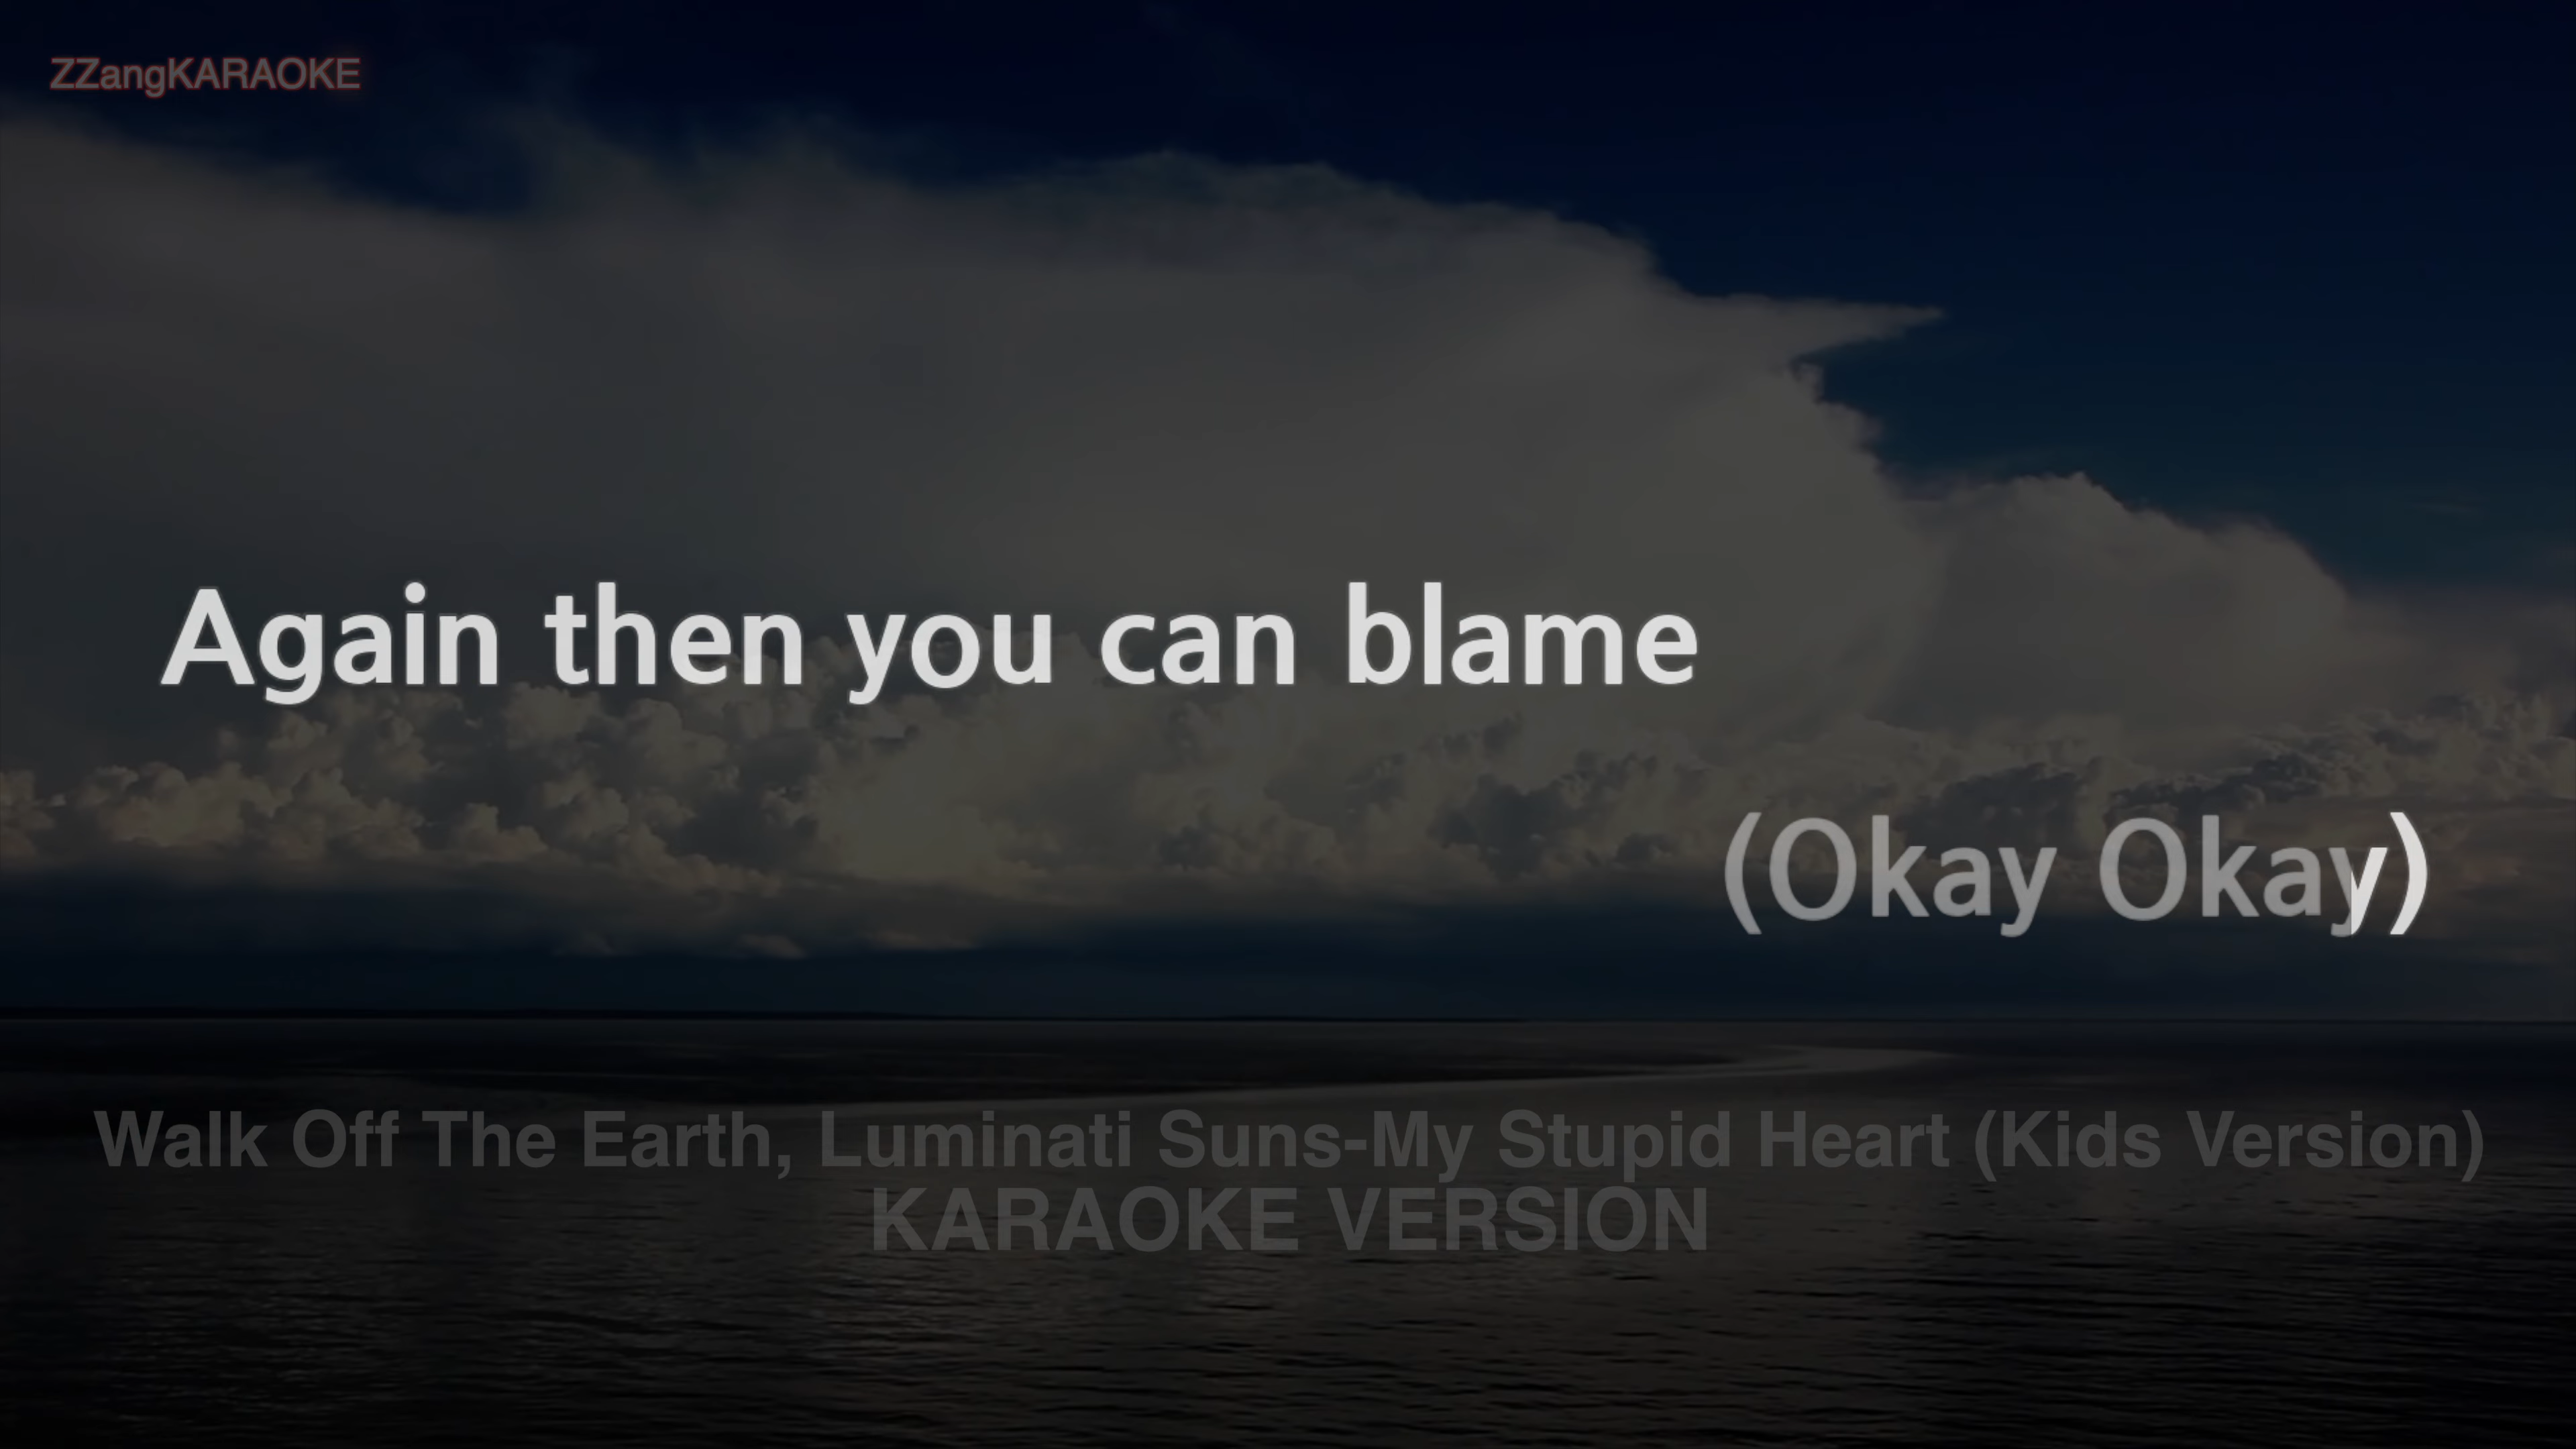 ZZangKARAOKE
Again then you can blame
(Okay Okay)
Walk Off The Earth, Luminati Suns-My Stupid Heart (Kids Version)
KARAOKE VERSION